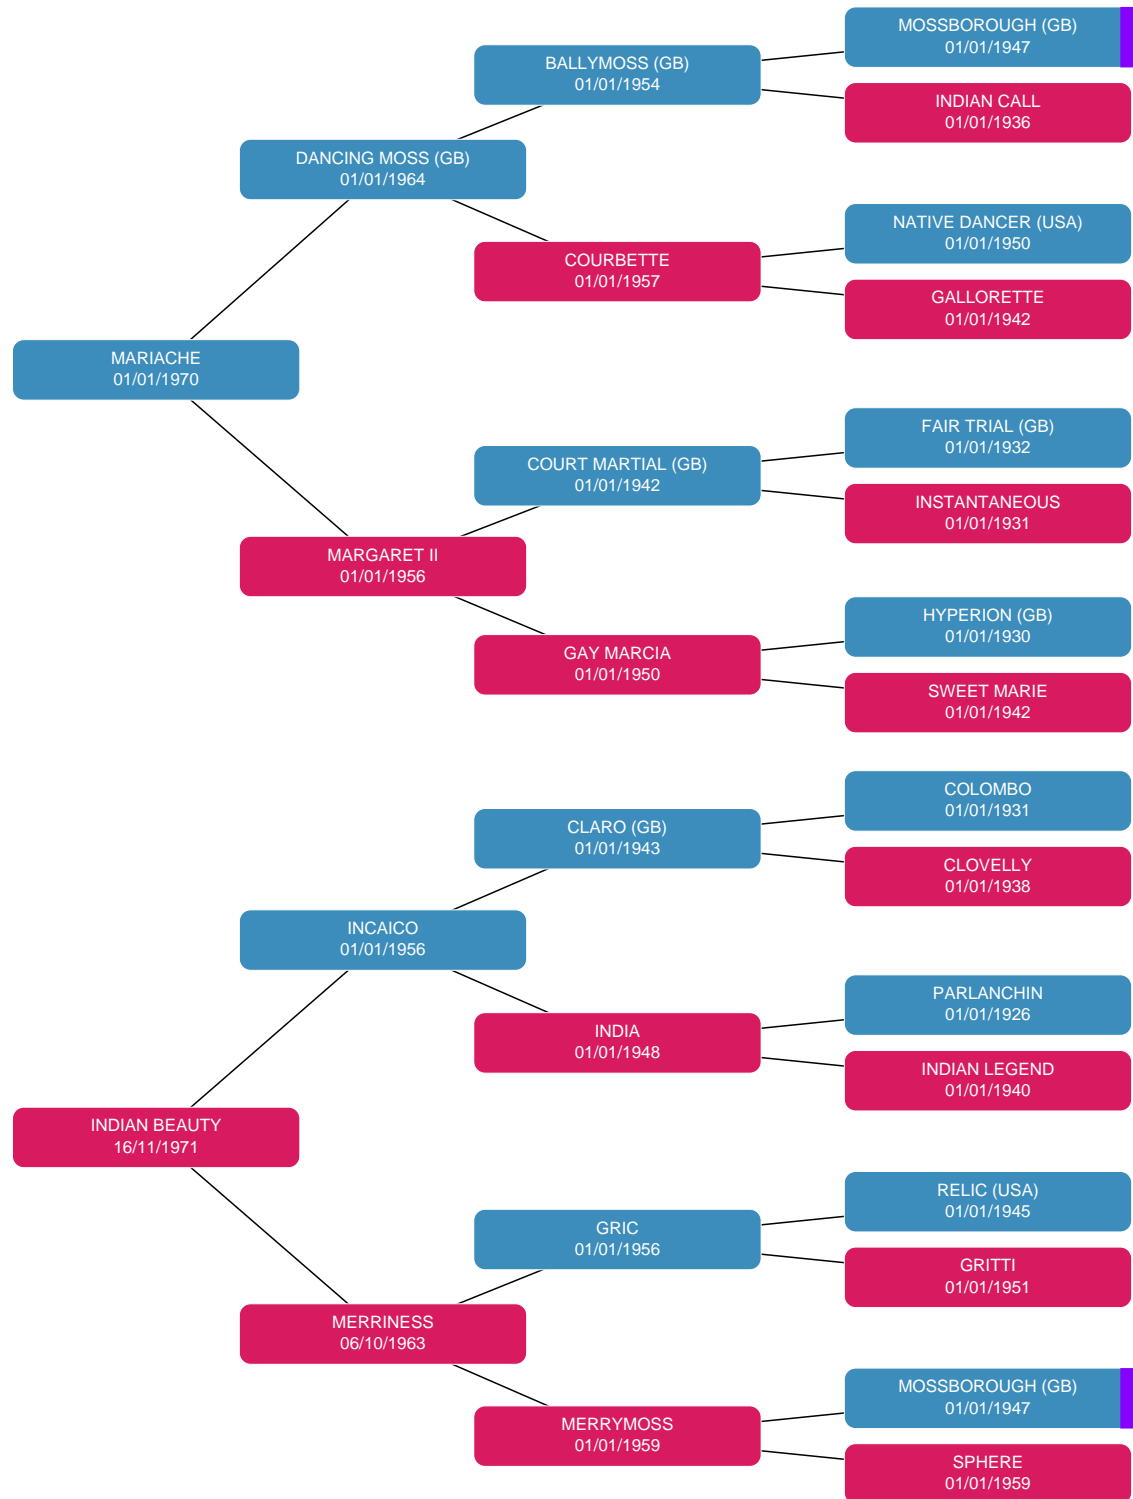 MOSSBOROUGH (GB)
01/01/1947
BALLYMOSS (GB)
01/01/1954
INDIAN CALL
01/01/1936
DANCING MOSS (GB)
01/01/1964
NATIVE DANCER (USA)
01/01/1950
COURBETTE
01/01/1957
GALLORETTE
01/01/1942
MARIACHE
01/01/1970
FAIR TRIAL (GB)
01/01/1932
COURT MARTIAL (GB)
01/01/1942
INSTANTANEOUS
01/01/1931
MARGARET II
01/01/1956
HYPERION (GB)
01/01/1930
GAY MARCIA
01/01/1950
SWEET MARIE
01/01/1942
COLOMBO
01/01/1931
CLARO (GB)
01/01/1943
CLOVELLY
01/01/1938
INCAICO
01/01/1956
PARLANCHIN
01/01/1926
INDIA
01/01/1948
INDIAN LEGEND
01/01/1940
INDIAN BEAUTY
16/11/1971
RELIC (USA)
01/01/1945
GRIC
01/01/1956
GRITTI
01/01/1951
MERRINESS
06/10/1963
MOSSBOROUGH (GB)
01/01/1947
MERRYMOSS
01/01/1959
SPHERE
01/01/1959